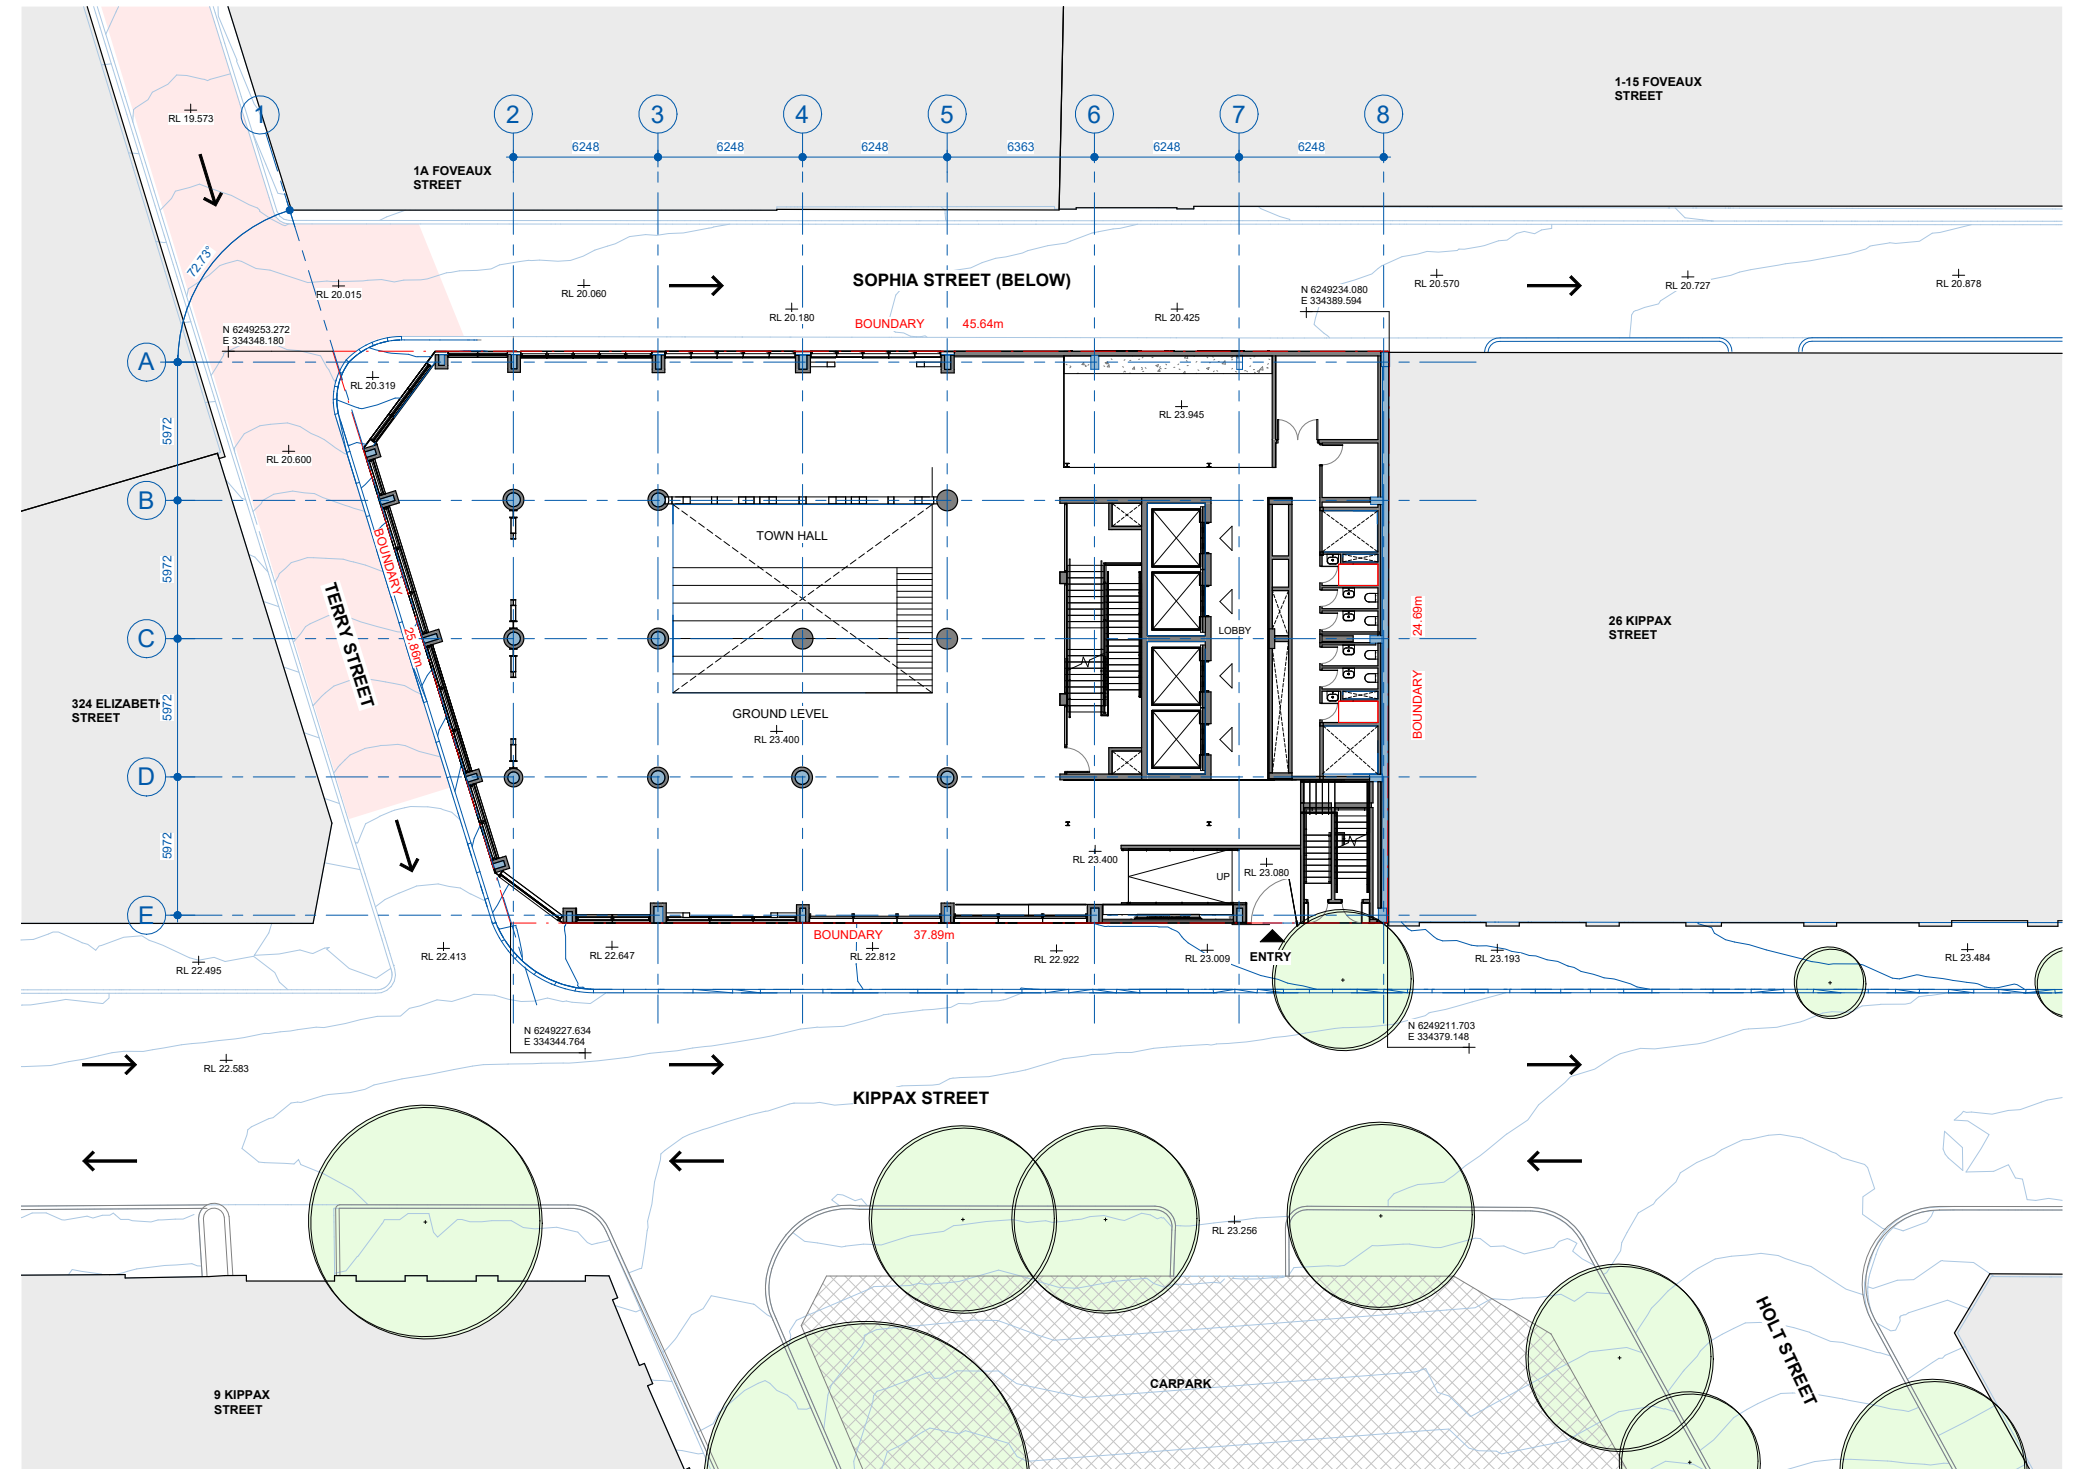 1-15 FOVEAUX
STREET
RL 19.573
1
2
3
4
5
6
7
8
6248
6248
6248
6363
6248
6248
1A FOVEAUX
STREET
72.73°
RL 20.015
RL 20.060
SOPHIA STREET (BELOW)
RL 20.180
RL 20.425
RL 20.570
RL 20.727
RL 20.878
N 6249234.080
E 334389.594
BOUNDARY 45.64m
N 6249253.272
E 334348.180
A
RL 20.319
RL 23.945
5972
RL 20.600
B
TOWN HALL
BOUNDARY
5972
TERRY STREET
25.86m
C
LOBBY
24.69m
BOUNDARY
26 KIPPAX
STREET
324 ELIZABETH
STREET
5972
GROUND LEVEL
RL 23.400
D
5972
RL 23.400
UP
RL 23.080
E
BOUNDARY 37.89m
ENTRY
RL 22.495
RL 22.413
RL 22.647
RL 22.812
RL 22.922
RL 23.009
RL 23.193
RL 23.484
N 6249227.634
E 334344.764
N 6249211.703
E 334379.148
RL 22.583
KIPPAX STREET
RL 23.256
HOLT STREET
CARPARK
9 KIPPAX
STREET